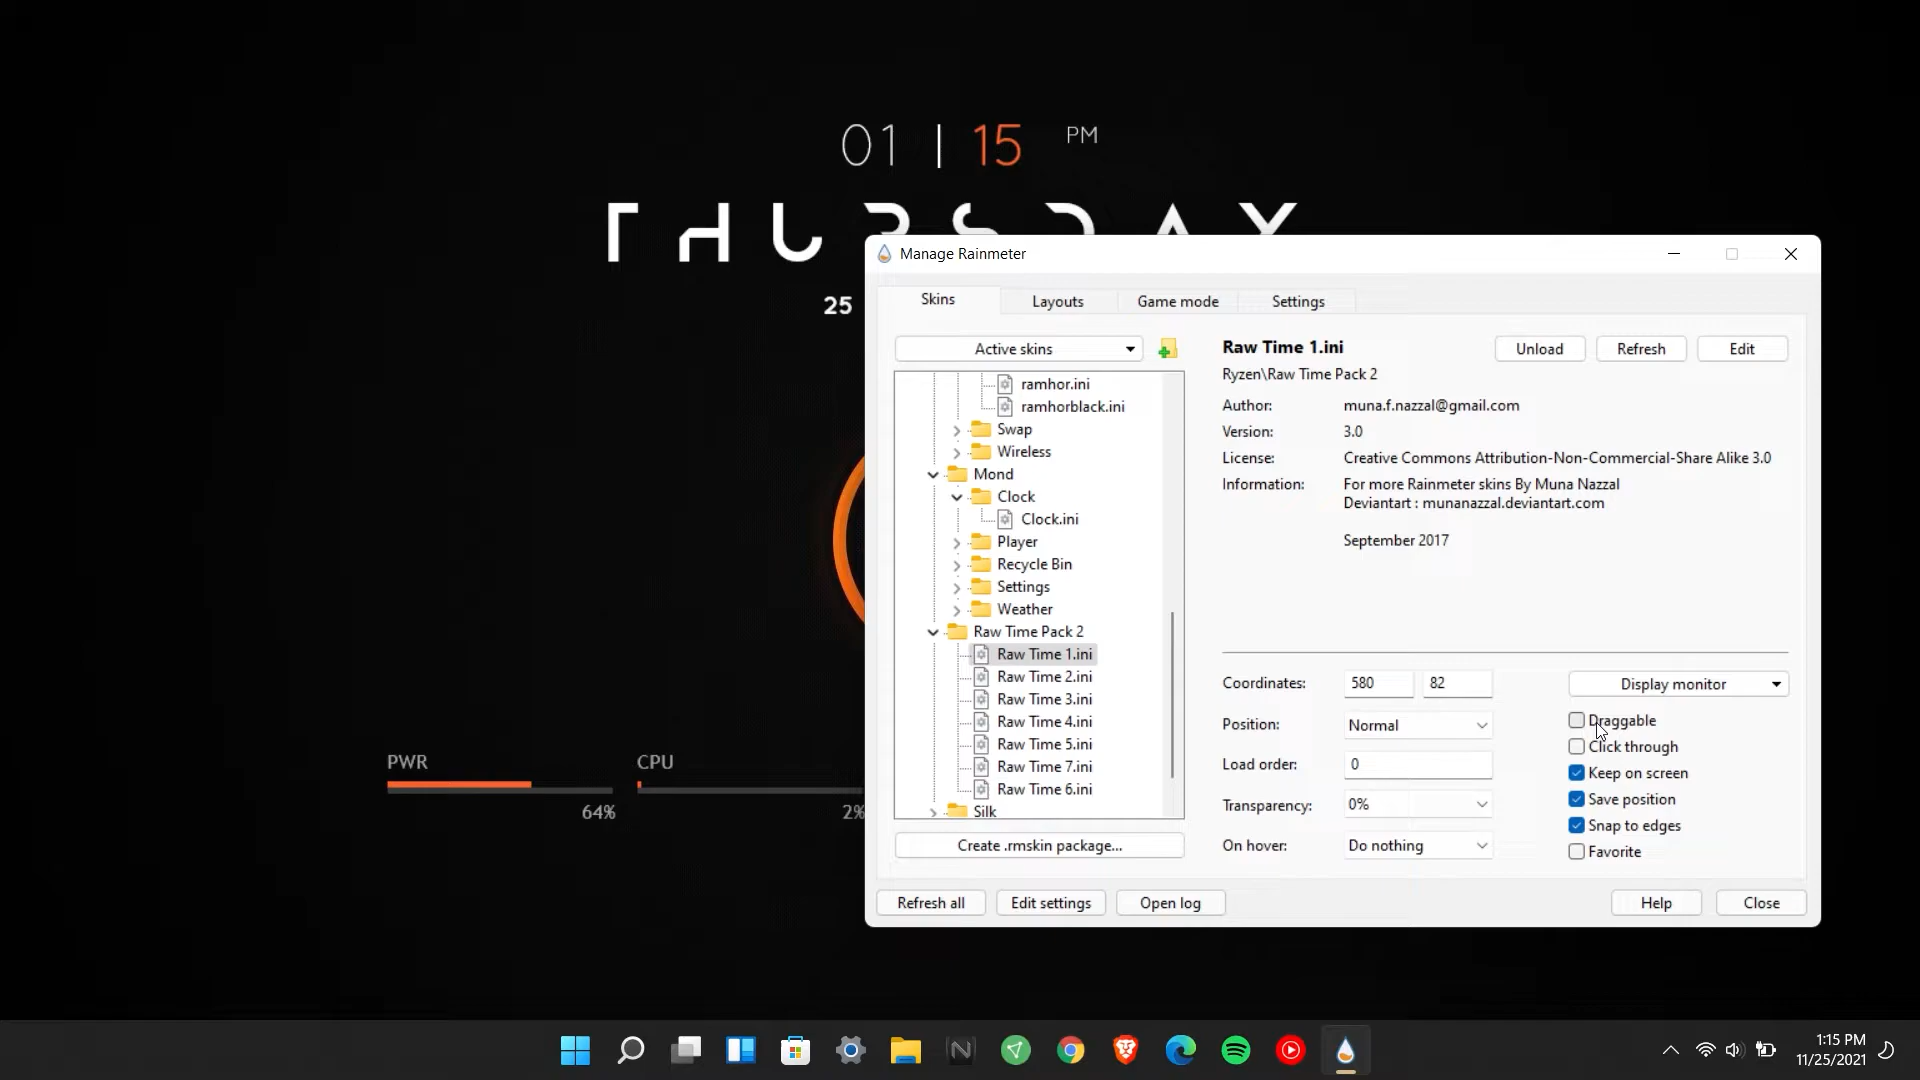 01 | 15 PM
THURSDAY
25
PWR
64%
CPU
2%
Manage Rainmeter
Skins
Layouts
Game mode
Settings
Active skins
ramhor.ini
ramhorblack.ini
Swap
Wireless
Mond
Clock
Clock.ini
Player
Recycle Bin
Settings
Weather
Raw Time Pack 2
Raw Time 1.ini
Raw Time 2.ini
Raw Time 3.ini
Raw Time 4.ini
Raw Time 5.ini
Raw Time 7.ini
Raw Time 6.ini
Silk
Create .rmskin package...
Raw Time 1.ini
Unload
Refresh
Edit
Ryzen\Raw Time Pack 2
Author: muna.f.nazzal@gmail.com
Version: 3.0
License: Creative Commons Attribution-Non-Commercial-Share Alike 3.0
Information: For more Rainmeter skins By Muna Nazzal
Deviantart : munanazzal.deviantart.com
September 2017
Coordinates: 580 82
Position: Normal
Load order: 0
Transparency: 0%
On hover: Do nothing
Display monitor
Draggable
Click through
Keep on screen
Save position
Snap to edges
Favorite
Refresh all
Edit settings
Open log
Help
Close
1:15 PM
11/25/2021